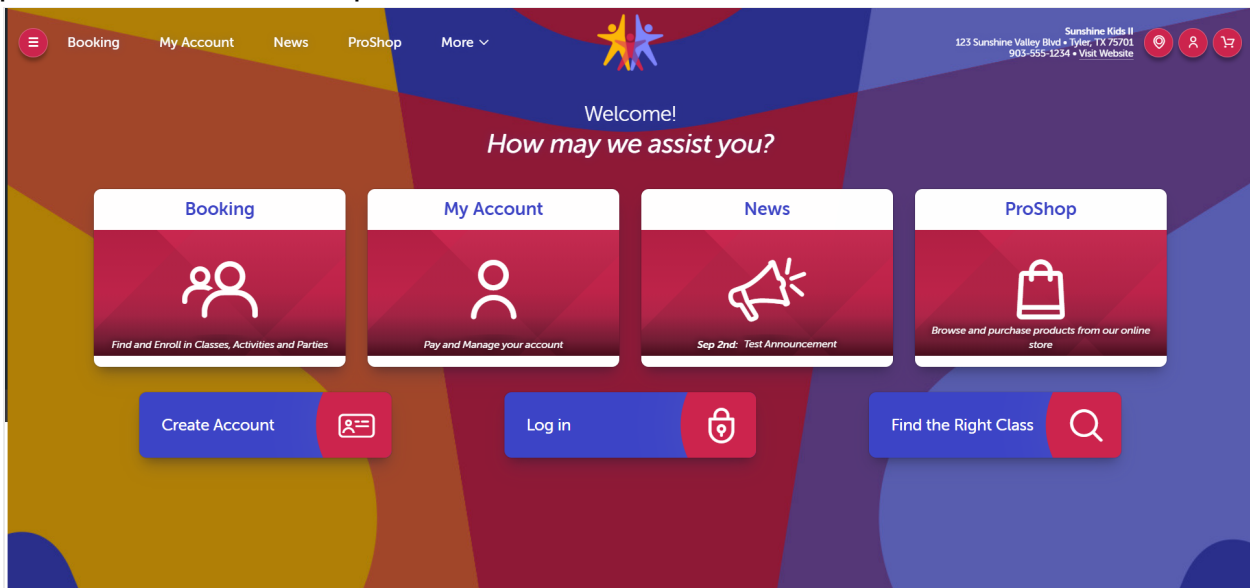 Booking
My Account
News
ProShop
More
Sunshine Kids II
123 Sunshine Valley Blvd • Tyler, TX 75701
903-555-1234 • Visit Website
Welcome!
How may we assist you?
Booking
Find and Enroll in Classes, Activities and Parties
My Account
Pay and Manage your account
News
Sep 2nd: Test Announcement
ProShop
Browse and purchase products from our online
store
Create Account
Log in
Find the Right Class